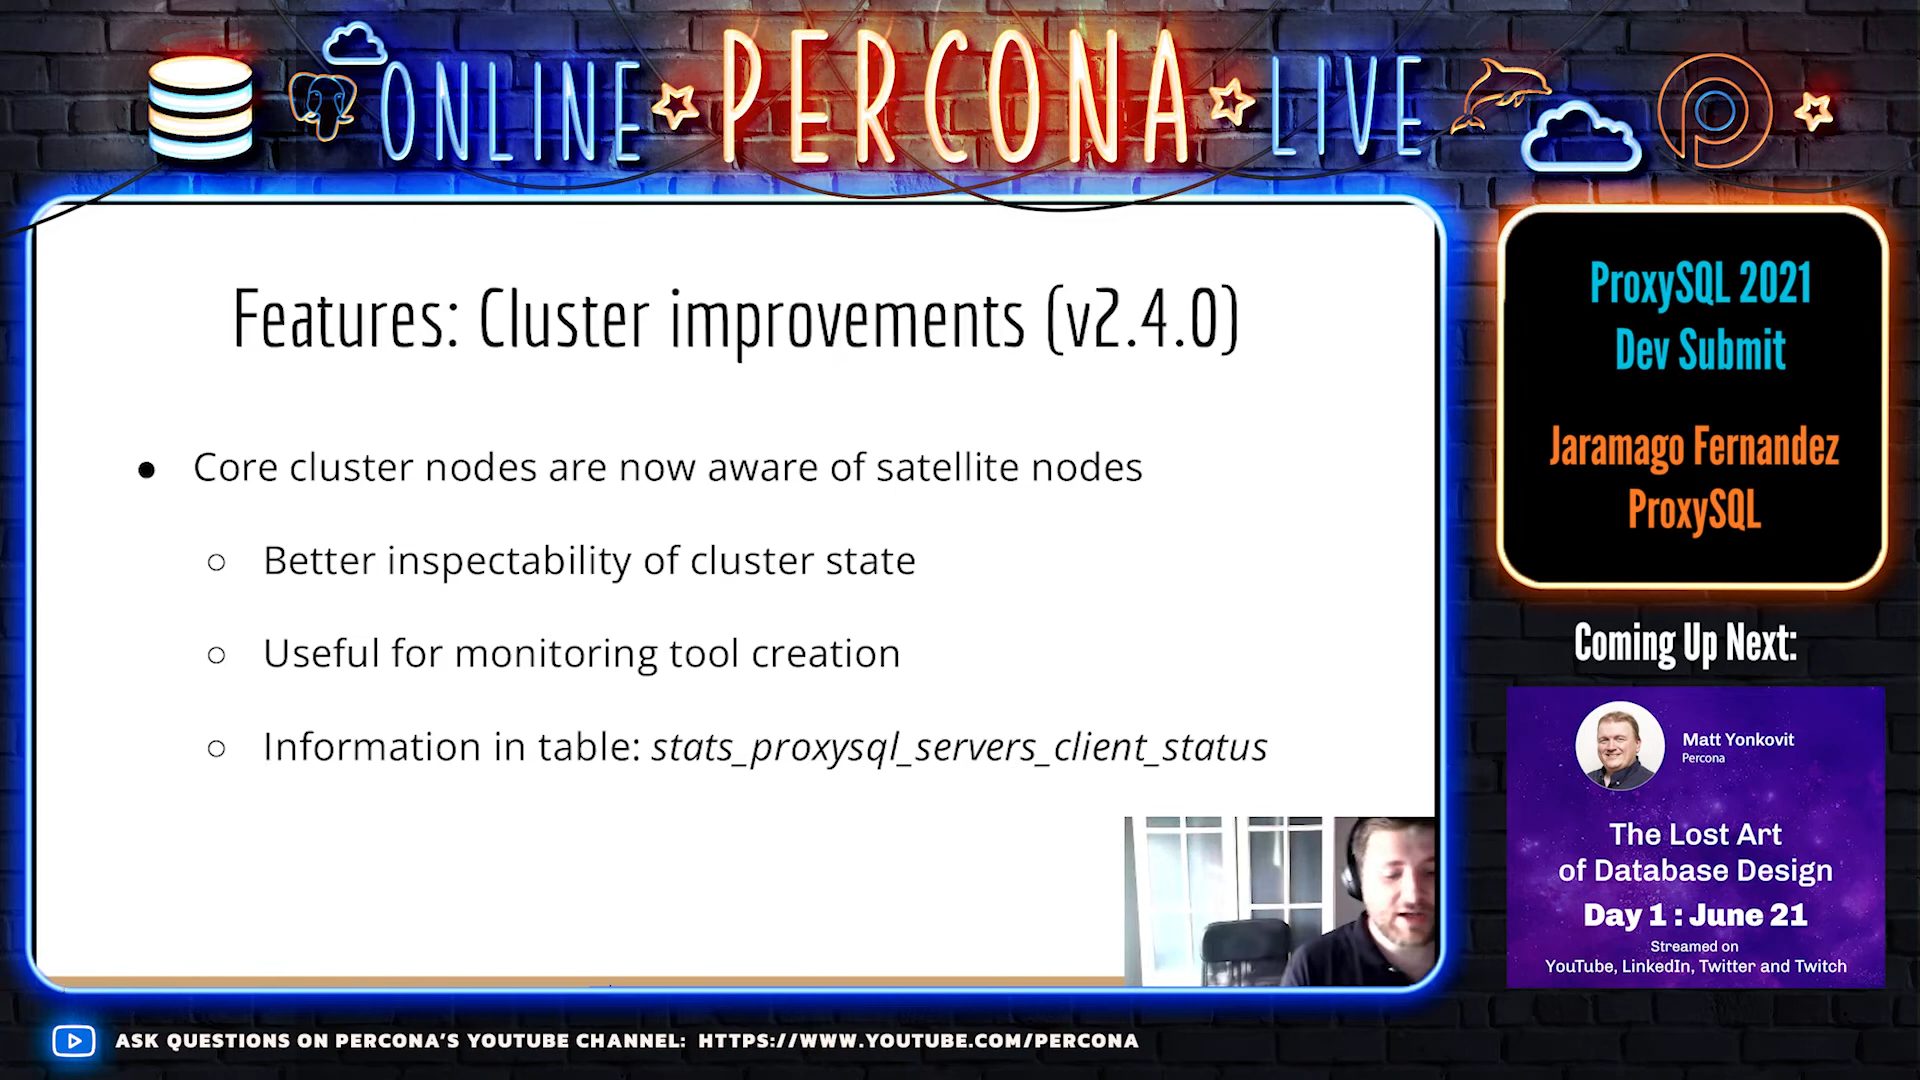 ONLINE PERCONA LIVE
Features: Cluster improvements (v2.4.0)
● Core cluster nodes are now aware of satellite nodes
○ Better inspectability of cluster state
○ Useful for monitoring tool creation
○ Information in table: stats_proxysql_servers_client_status
ProxySQL 2021
Dev Submit
Jaramago Fernandez
ProxySQL
Coming Up Next:
Matt Yonkovit
Percona
The Lost Art
of Database Design
Day 1 : June 21
Streamed on
YouTube, LinkedIn, Twitter and Twitch
ASK QUESTIONS ON PERCONA'S YOUTUBE CHANNEL: HTTPS://WWW.YOUTUBE.COM/PERCONA